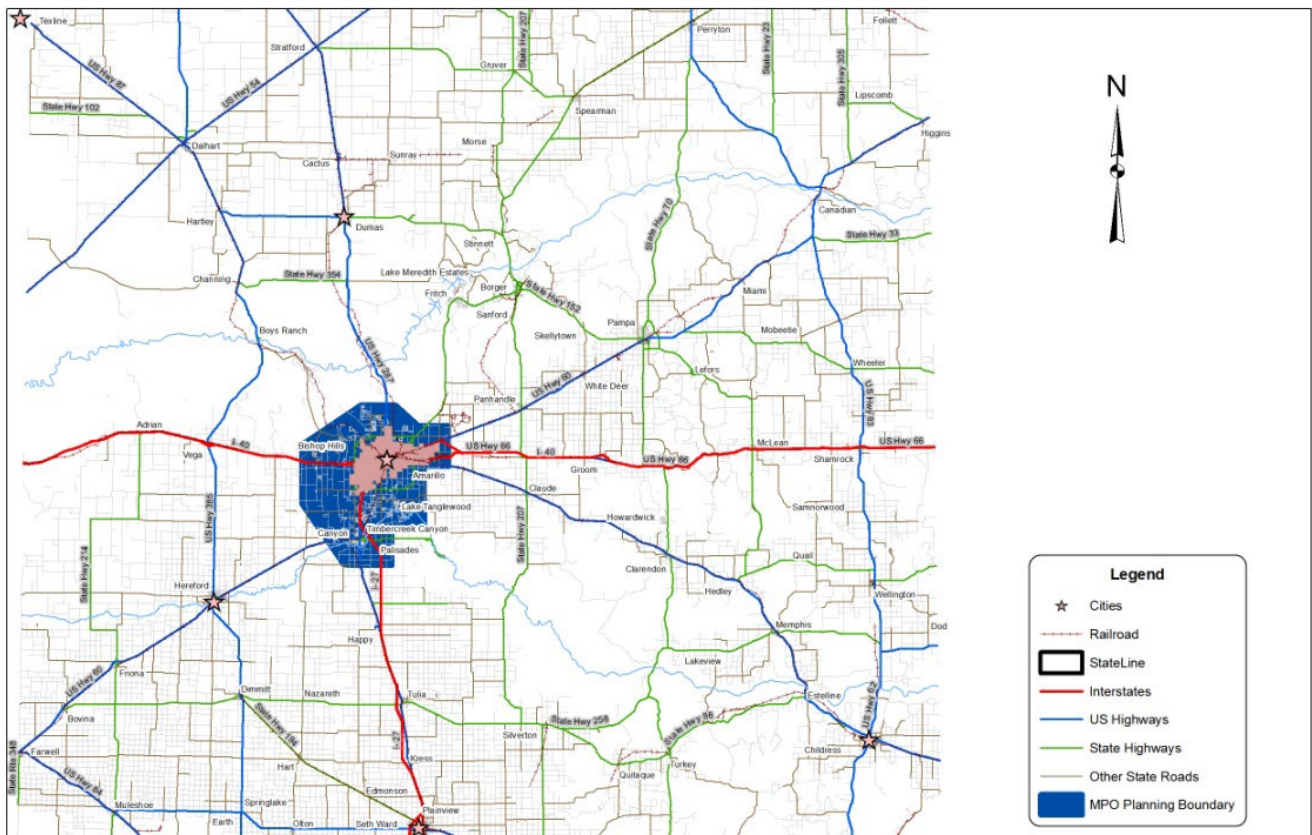 Texline
State Hwy 207
Follett
Perryton
State Hwy 23
State Hwy 305
Stratford
Gruver
US Hwy 87
US Hwy 54
Lipscomb
State Hwy 102
Spearman
Higgins
Dalhart
Morse
Sunray
Cactus
Canadian
Hartley
Dumas
State Hwy 70
State Hwy 33
Stinnett
Lake Meredith Estates
State Hwy 354
Channing
Borger
State Hwy 152
Miami
Fritch
Sanford
Pampa
Boys Ranch
Skellytown
Mobeetie
US Hwy 287
Wheeler
Lefors
US Hwy 60
White Deer
US Hwy 83
Panhandle
Adrian
Bishop Hills
I- 40
US Hwy 66
I- 40
McLean
US Hwy 66
Vega
US Hwy 66
Shamrock
Groom
Amarillo
Claude
Lake Tanglewood
Samnorwood
Howardwick
US Hwy 385
Timbercreek Canyon
Canyon
State Hwy 207
Palisades
Quail
State Hwy 214
Clarendon
Hereford
I-27
Hedley
Wellington
Memphis
Dod
Happy
Lakeview
Friona
US Hwy 60
Dimmitt
Nazareth
Tulia
Estelline
US Hwy 62
Bovina
State Hwy 256
State Hwy 86
State Hwy 194
Silverton
I-27
Farwell
Childress
State Rte 348
Hart
Kress
Turkey
Quitaque
US Hwy 84
Edmonson
Muleshoe
Springlake
Plainview
Earth
Olton
Seth Ward
N
Legend
Cities
Railroad
StateLine
Interstates
US Highways
State Highways
Other State Roads
MPO Planning Boundary